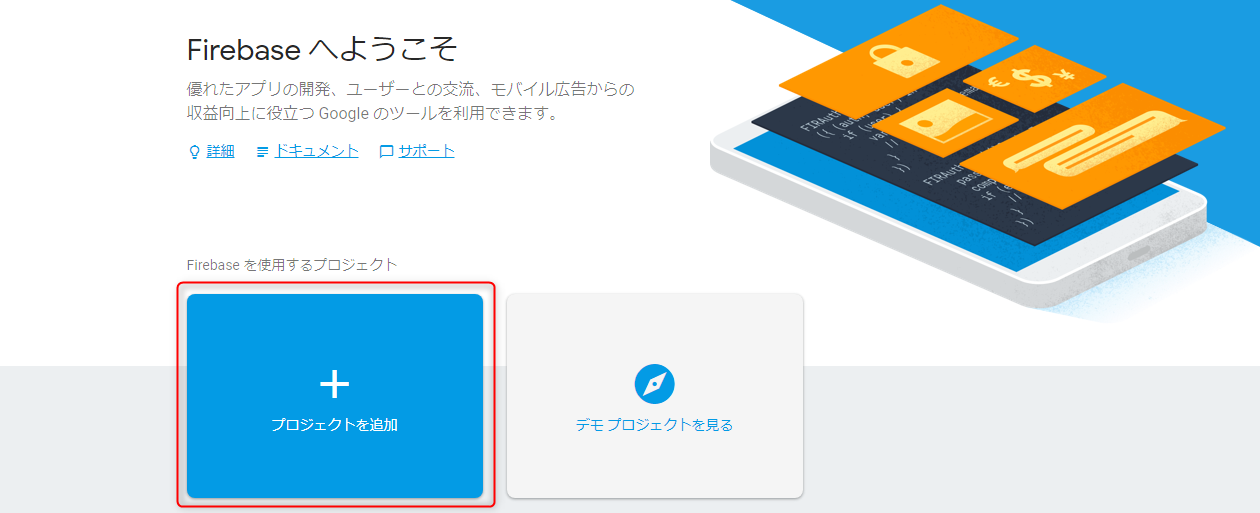 Firebase へようこそ
優れたアプリの開発、ユーザーとの交流、モバイル広告からの
収益向上に役立つ Google のツールを利用できます。
詳細 ドキュメント サポート
Firebase を使用するプロジェクト
プロジェクトを追加
デモ プロジェクトを見る
FIRAuth
if (user)
//
})
FIRAuth
if (e
//
})